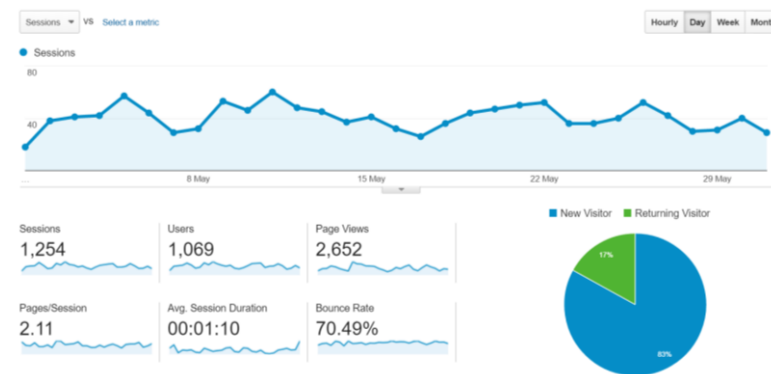 Sessions VS Select a metric
Hourly Day Week Mont
Sessions
80
40
... 8 May 15 May 22 May 29 May
New Visitor Returning Visitor
Sessions Users Page Views
1,254 1,069 2,652
Pages/Session Avg. Session Duration Bounce Rate
2.11 00:01:10 70.49%
17%
83%